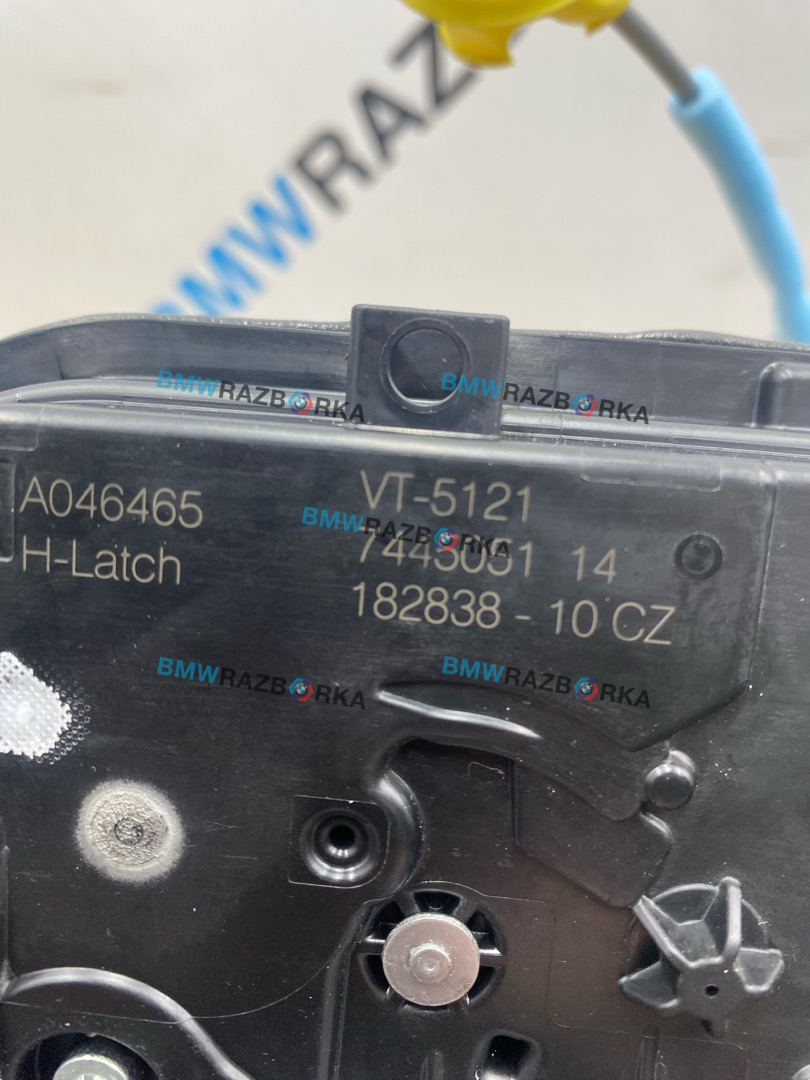 BMWRAZ
BMWRAZBORKA
BMWRAZBORKA
A046465
H-Latch
VT-5121
BMWRAZBORKA
7443051 14
182838 - 10 CZ
BMWRAZBORKA
BMWRAZBORKA